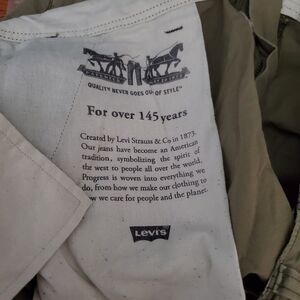 QUALITY NEVER GOES OUT OF STYLE™
For over 145 years
Created by Levi Strauss & Co in 1873.
Our jeans have become an American
tradition, symbolizing the spirit of
the west to people all over the world.
Progress is woven into everything we
do, from how we make our clothing to
how we care for people and the planet.
LEVI'S